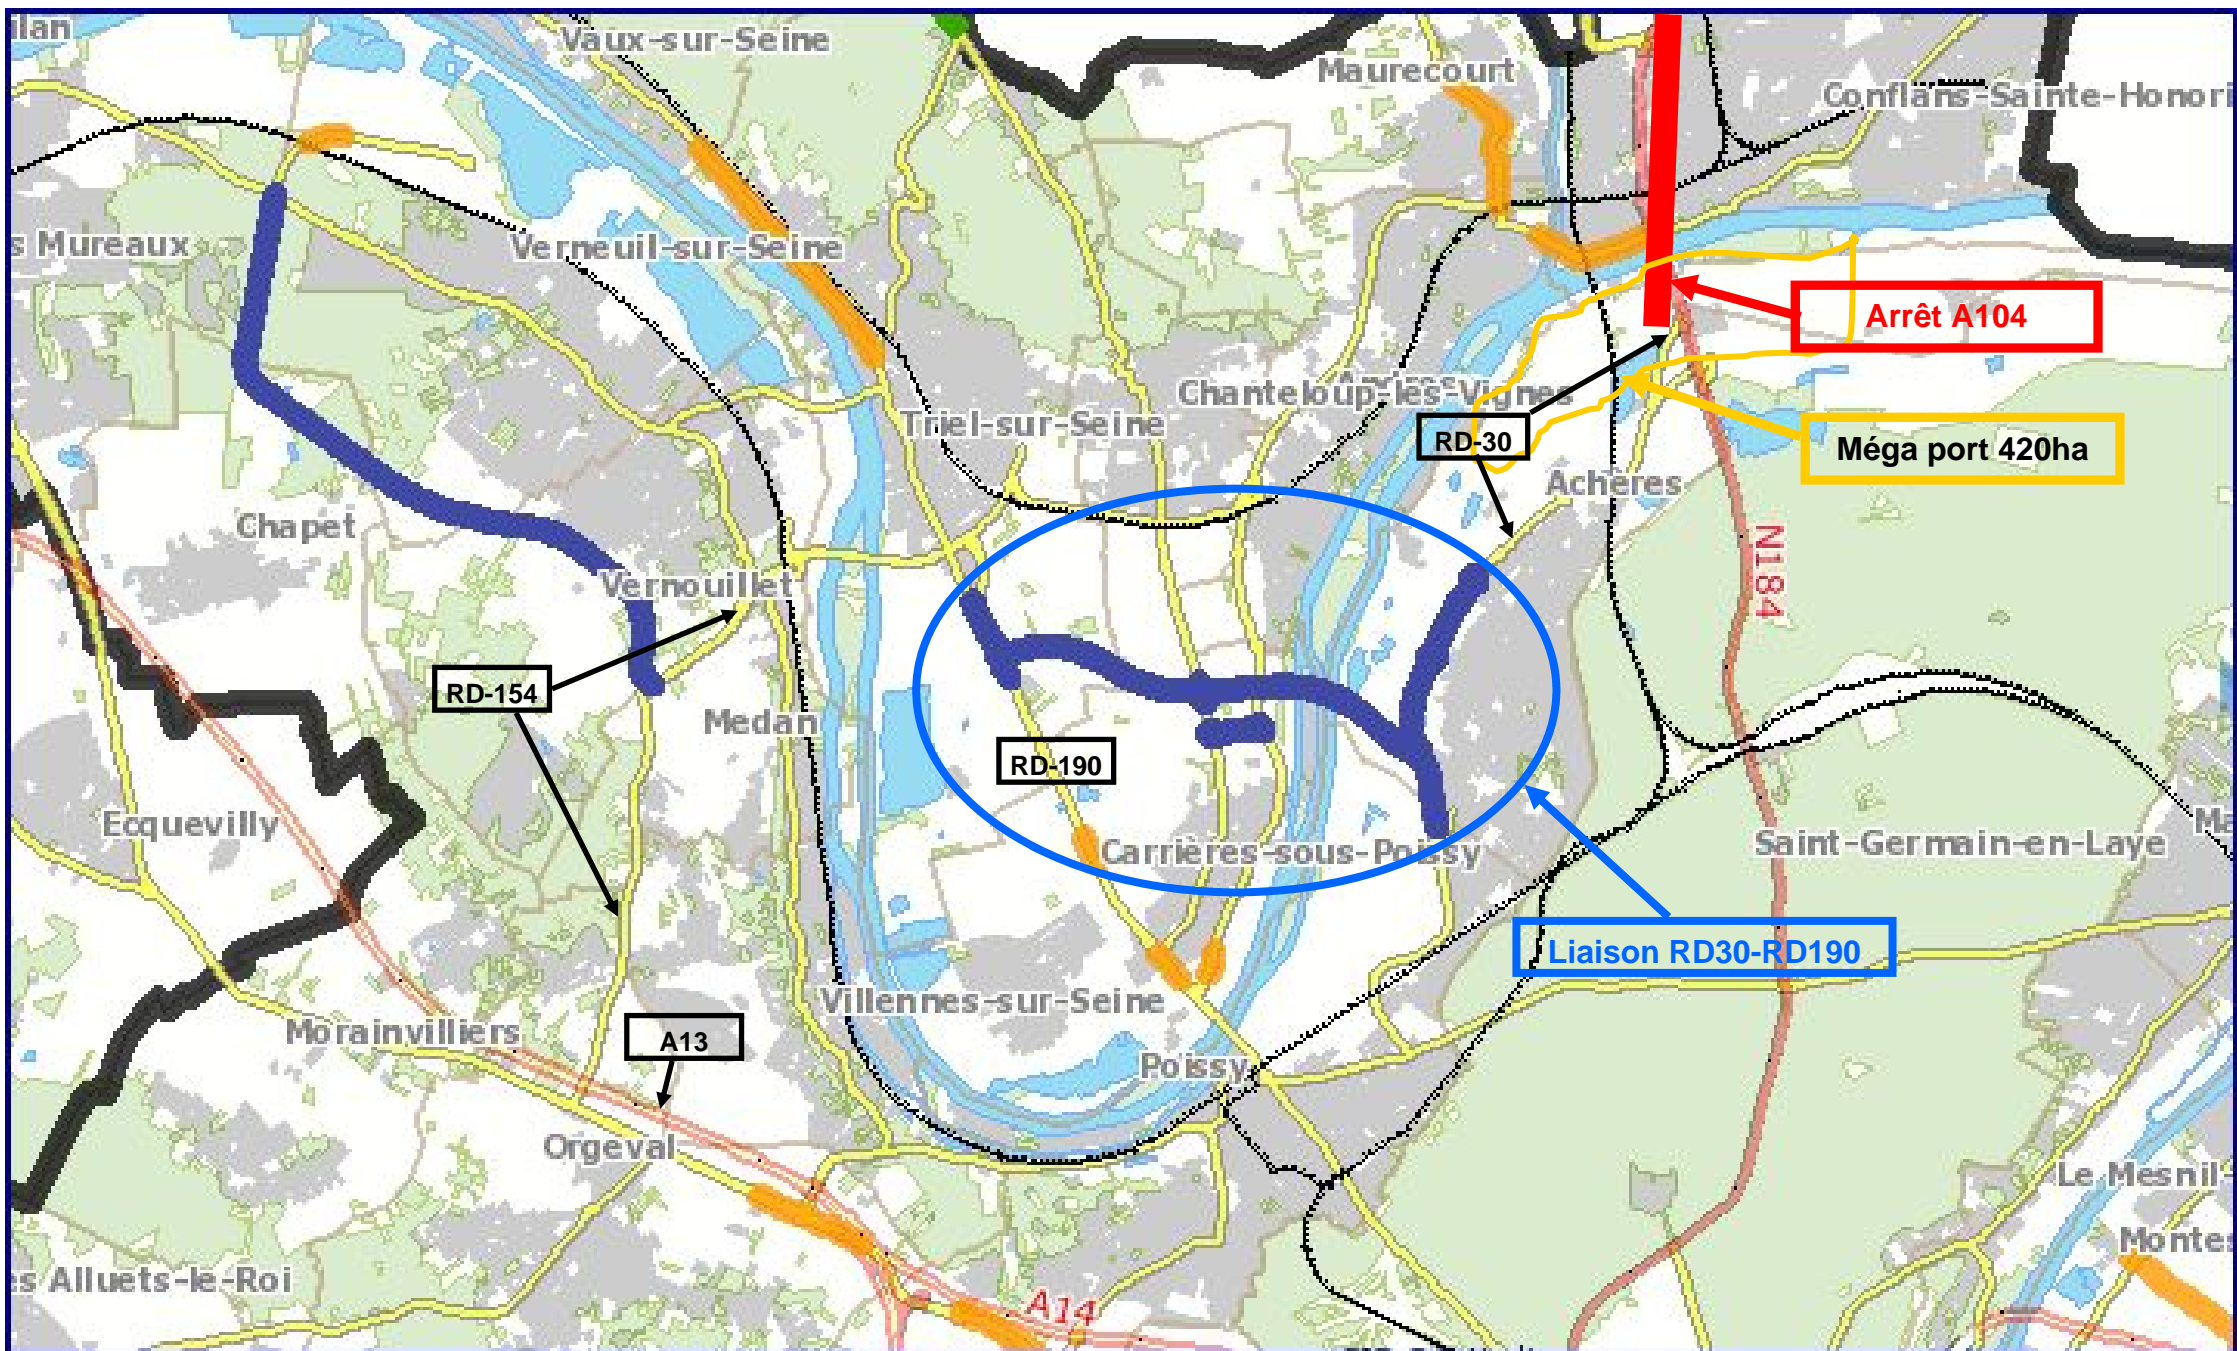 Vaux-sur-Seine
Maurecourt
Conflans-Sainte-Honori
s Mureaux
Verneuil-sur-Seine
Arrêt A104
Chanteloup-les-Vignes
Triel-sur-Seine
RD-30
Méga port 420ha
Achères
Chapet
N184
Vernouillet
RD-154
Medan
RD-190
Ecquevilly
Carrières-sous-Poissy
Saint-Germain-en-Laye
Ma
Liaison RD30-RD190
Villennes-sur-Seine
Morainvilliers
A13
Poissy
Orgeval
Le Mesnil-
Montes
es Alluets-le-Roi
A14